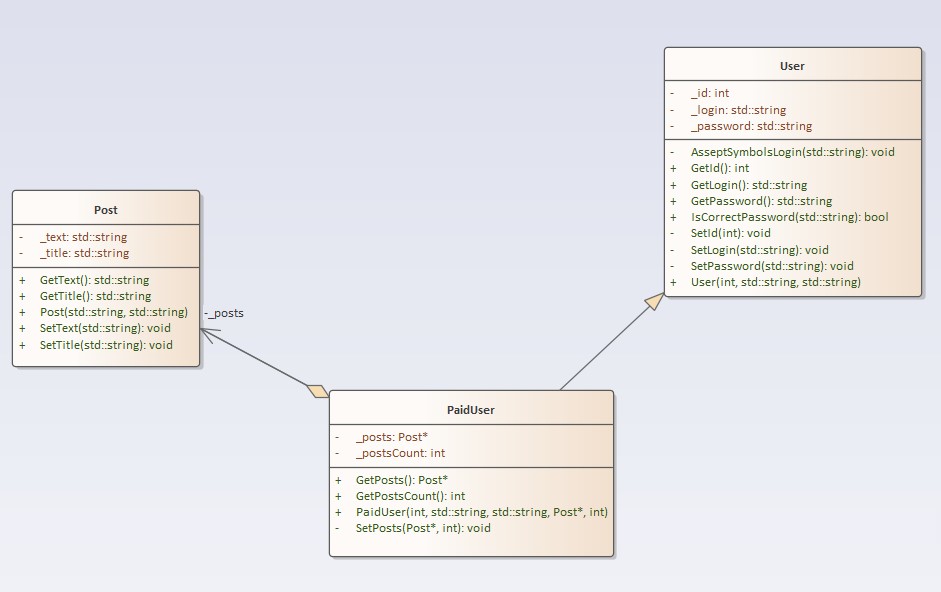 User
- _id: int
- _login: std::string
- _password: std::string
- AsseptSymbolsLogin(std::string): void
+ GetId(): int
+ GetLogin(): std::string
+ GetPassword(): std::string
+ IsCorrectPassword(std::string): bool
- SetId(int): void
- SetLogin(std::string): void
- SetPassword(std::string): void
+ User(int, std::string, std::string)
Post
- _text: std::string
- _title: std::string
+ GetText(): std::string
+ GetTitle(): std::string
+ Post(std::string, std::string)
+ SetText(std::string): void
+ SetTitle(std::string): void
-_posts
PaidUser
- _posts: Post*
- _postsCount: int
+ GetPosts(): Post*
+ GetPostsCount(): int
+ PaidUser(int, std::string, std::string, Post*, int)
- SetPosts(Post*, int): void